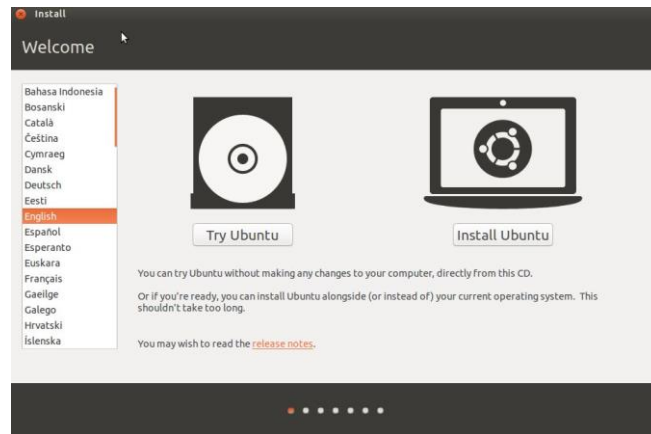 Install
Welcome
Bahasa Indonesia
Bosanski
Català
Čeština
Cymraeg
Dansk
Deutsch
Eesti
English
Español
Esperanto
Euskara
Français
Gaeilge
Galego
Hrvatski
Íslenska
Try Ubuntu
Install Ubuntu
You can try Ubuntu without making any changes to your computer, directly from this CD.
Or if you're ready, you can install Ubuntu alongside (or instead of) your current operating system. This
shouldn't take too long.
You may wish to read the release notes.